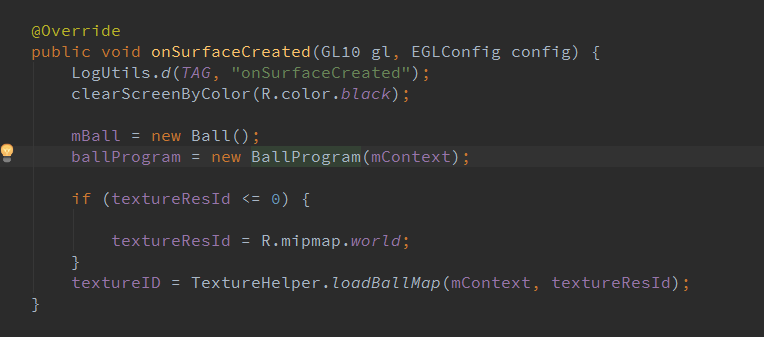 @Override
public void onSurfaceCreated(GL10 gl, EGLConfig config) {
LogUtils.d(TAG, "onSurfaceCreated");
clearScreenByColor(R.color.black);
mBall = new Ball();
ballProgram = new BallProgram(mContext);
if (textureResId <= 0) {
textureResId = R.mipmap.world;
}
textureID = TextureHelper.loadBallMap(mContext, textureResId);
}